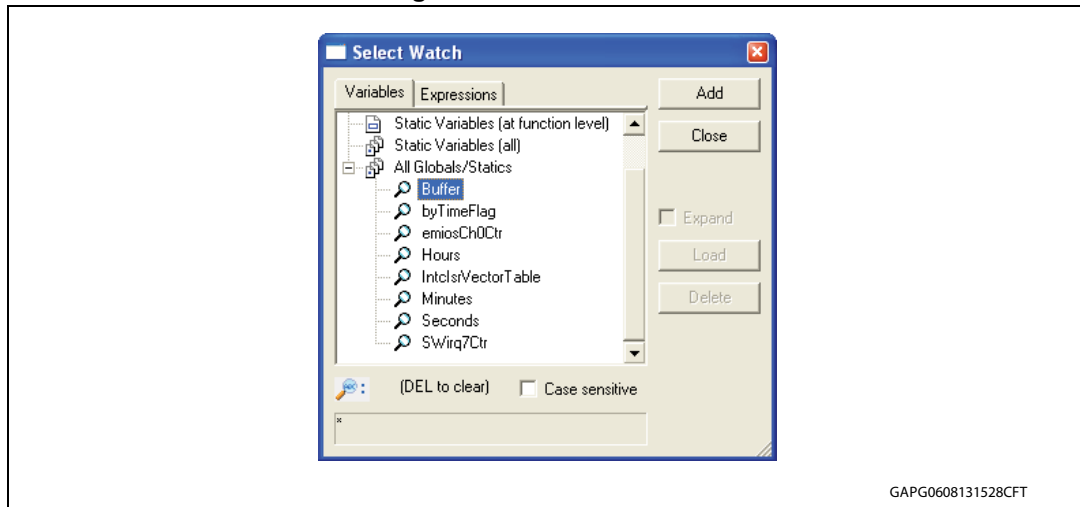 Select Watch
Variables
Expressions
Add
Static Variables (at function level)
Close
Static Variables (all)
All Globals/Statics
Buffer
byTimeFlag
Expand
emiosCh0Ctr
Hours
Load
IntcIsrVectorTable
Minutes
Delete
Seconds
SWirq7Ctr
(DEL to clear)
Case sensitive
*
GAPG0608131528CFT